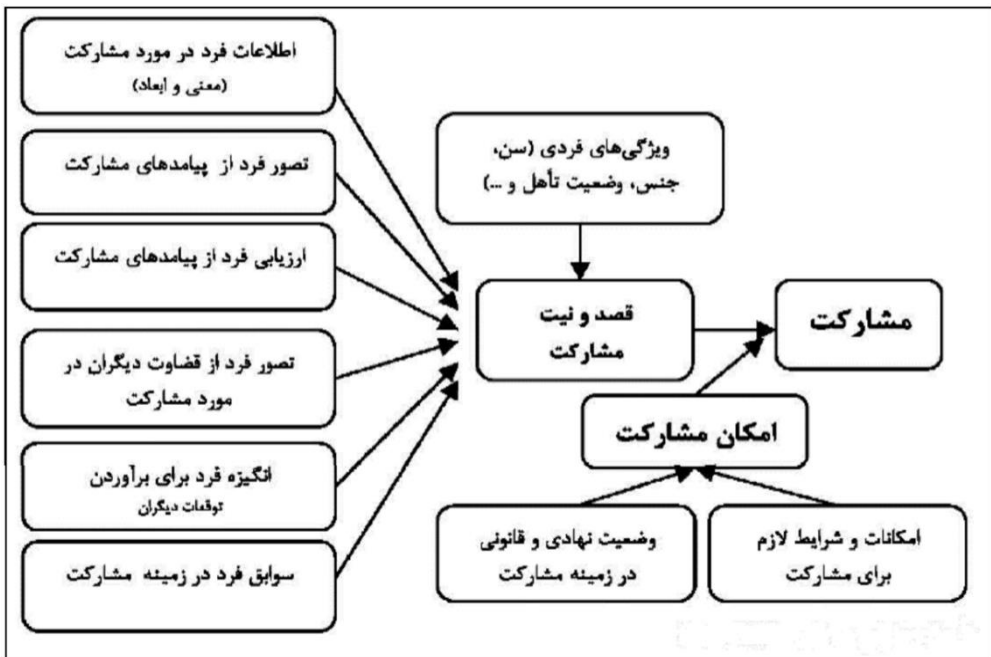 اطلاعات فرد در مورد مشارکت
(معنی و ابعاد)
تصور فرد از پیامدهای مشارکت
ارزیابی فرد از پیامدهای مشارکت
تصور فرد از قضاوت دیگران در
مورد مشارکت
انگیزه فرد برای برآوردن
توقعات دیگران
سوابق فرد در زمینه مشارکت
ویژگی‌های فردی (سن،
جنس، وضعیت تأهل و ...)
قصد و نیت
مشارکت
مشارکت
امکان مشارکت
امکانات و شرایط لازم
برای مشارکت
وضعیت نهادی و قانونی
در زمینه مشارکت